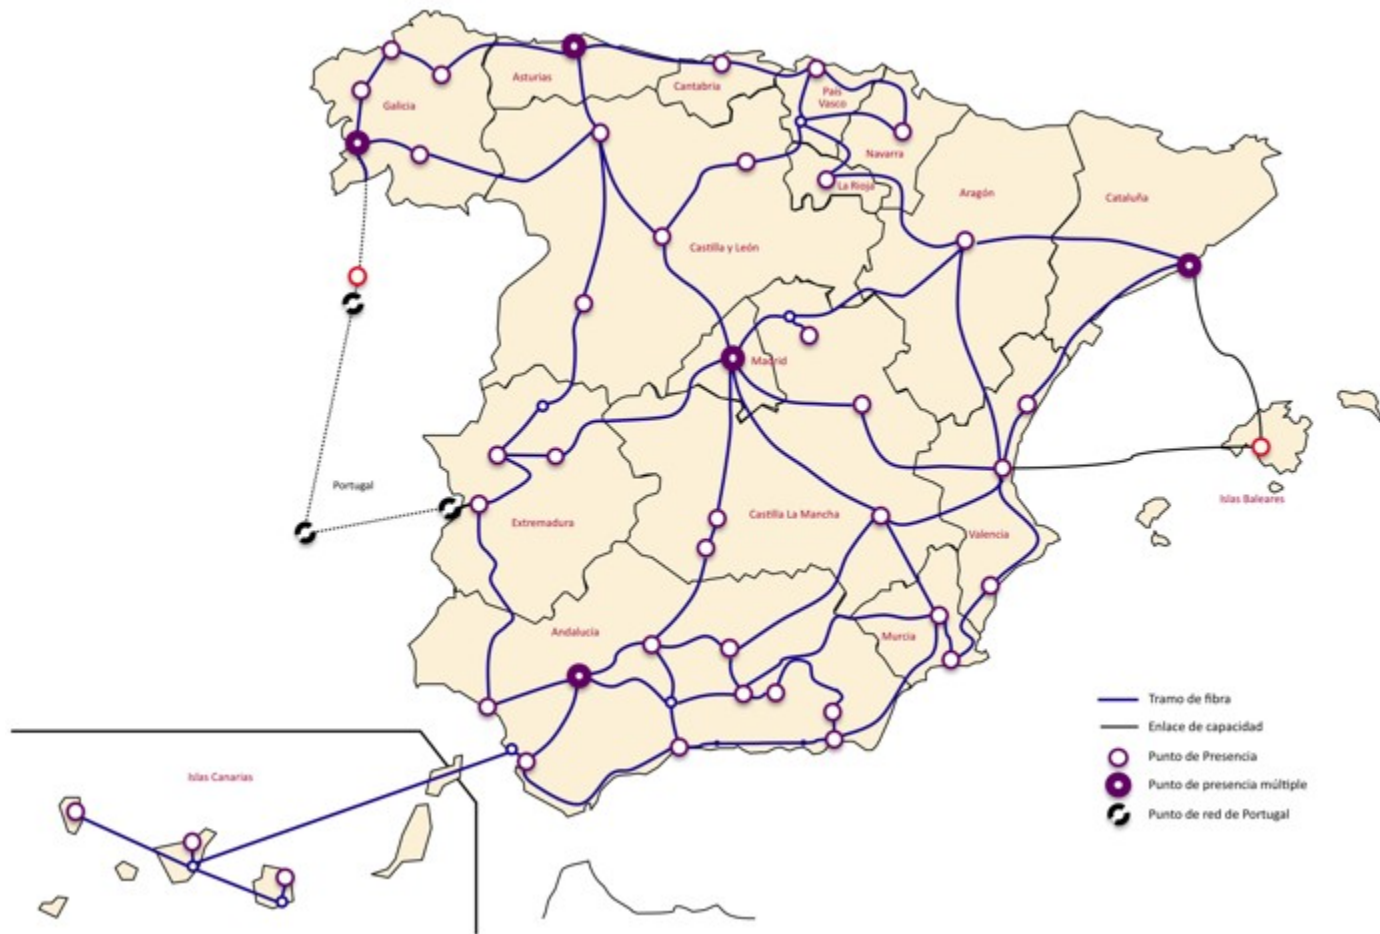 Asturias
Cantabria
País
Vasco
Galicia
Navarra
La Rioja
Aragón
Cataluña
Castilla y León
Madrid
Portugal
Extremadura
Castilla La Mancha
Valencia
Islas Baleares
Andalucía
Murcia
Islas Canarias
Tramo de fibra
Enlace de capacidad
Punto de Presencia
Punto de presencia múltiple
Punto de red de Portugal